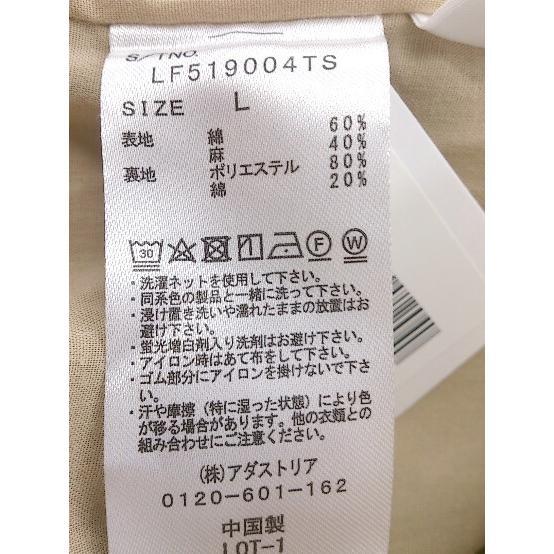 S/TNO.
LF519004TS
SIZE L
表地 綿 60%
麻 40%
裏地 ポリエステル 80%
綿 20%
30 F W
・洗濯ネットを使用して下さい。
・同系色の製品と一緒に洗って下さい。
・浸け置き洗いや濡れたままの放置はお
避け下さい。
・蛍光増白剤入り洗剤はお避け下さい。
・アイロン時はあて布をして下さい。
・ゴム部分にアイロンを掛けないで下さ
い。
・汗や摩擦（特に湿った状態）により色
が移る場合があります。他の衣類との
組み合わせにご注意ください。
(株)アダストリア
0120-601-162
中国製
LOT-1